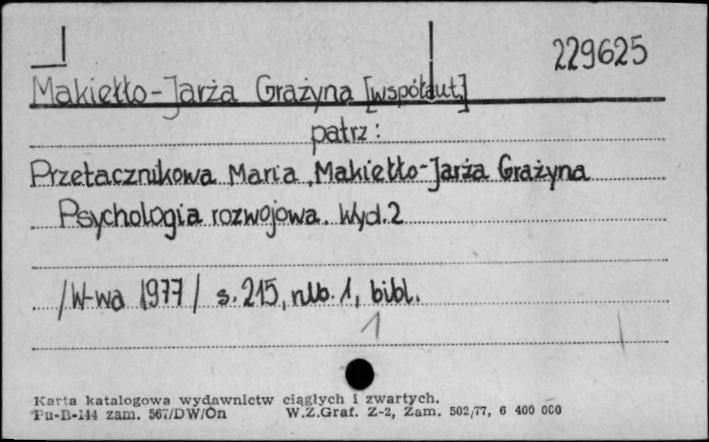 229625
Makiełło-Jarża Grażyna [współaut.]
patrz:
Przetacznikowa Maria, Makiełło-Jarża Grażyna
Psychologia rozwojowa. Wyd. 2
/W-wa 1977/ s. 215, nlb. 1, bibl.
1
Karta katalogowa wydawnictw ciągłych i zwartych.
Pu-B-144 zam. 567/DW/On W.Z.Graf. Z-2, Zam. 502/77, 6 400 000